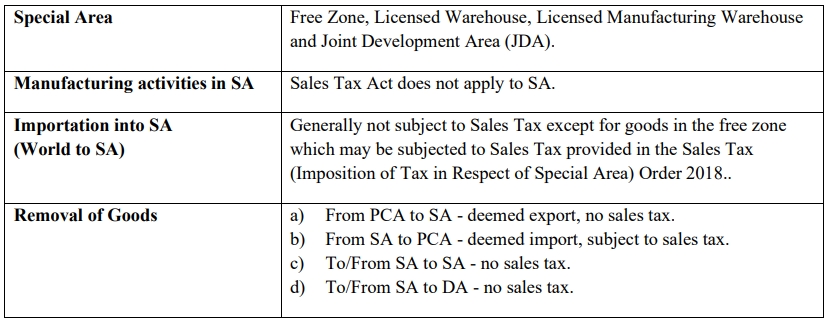 Special Area
Free Zone, Licensed Warehouse, Licensed Manufacturing Warehouse
and Joint Development Area (JDA).
Manufacturing activities in SA
Sales Tax Act does not apply to SA.
Importation into SA
(World to SA)
Generally not subject to Sales Tax except for goods in the free zone
which may be subjected to Sales Tax provided in the Sales Tax
(Imposition of Tax in Respect of Special Area) Order 2018..
Removal of Goods
a) From PCA to SA - deemed export, no sales tax.
b) From SA to PCA - deemed import, subject to sales tax.
c) To/From SA to SA - no sales tax.
d) To/From SA to DA - no sales tax.